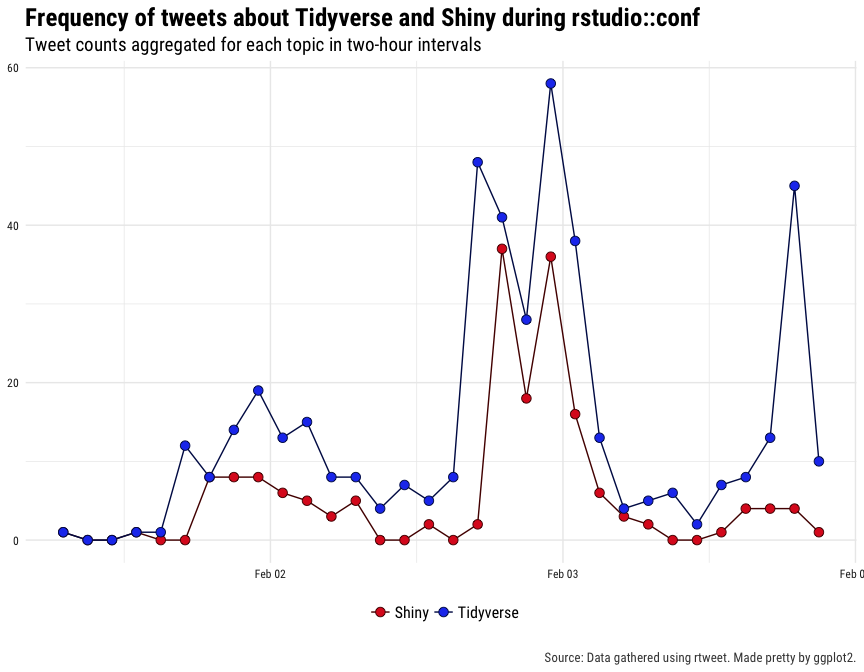 Frequency of tweets about Tidyverse and Shiny during rstudio::conf
Tweet counts aggregated for each topic in two-hour intervals
60
40
20
0
Feb 02 Feb 03 Feb 0
Shiny Tidyverse
Source: Data gathered using rtweet. Made pretty by ggplot2.